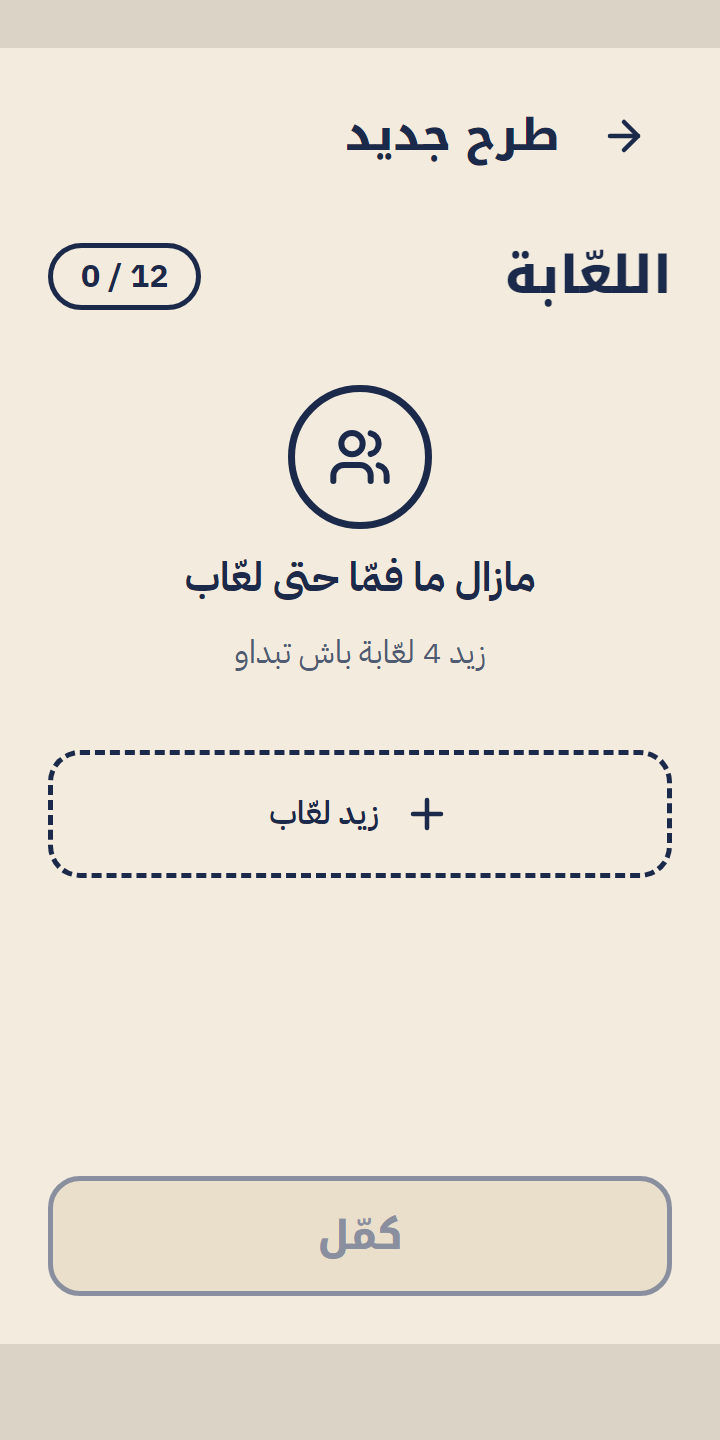 طرح جديد
اللعّابة
0 / 12
مازال ما فمّا حتى لعّاب
زيد 4 لعّابة باش تبداو
زيد لعّاب
كمّل